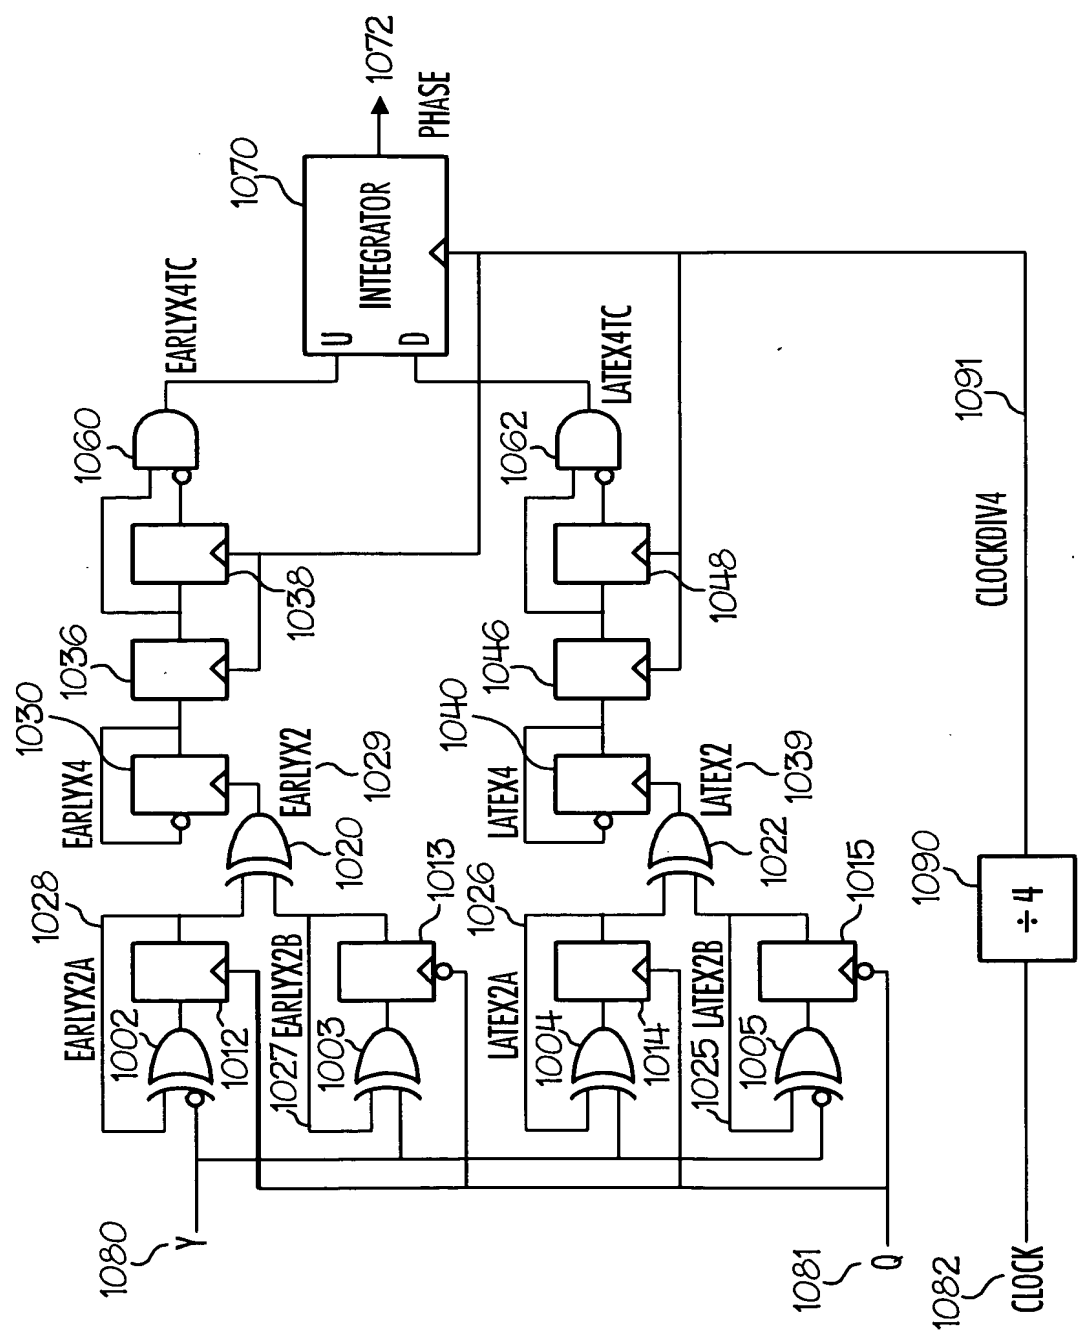 1072
PHASE
1070
INTEGRATOR
U
D
EARLYX4TC
LATEX4TC
1060
1062
1091
CLOCKDIV4
1038
1048
1036
1046
1030
1040
EARLYX4
LATEX4
EARLYX2
1029
LATEX2
1039
1020
1022
1028
1013
1026
1015
1090
÷ 4
EARLYX2A
1002
1012
1027 EARLYX2B
1003
LATEX2A
1004
1014
1025 LATEX2B
1005
1080
Y
1081
Q
1082
CLOCK